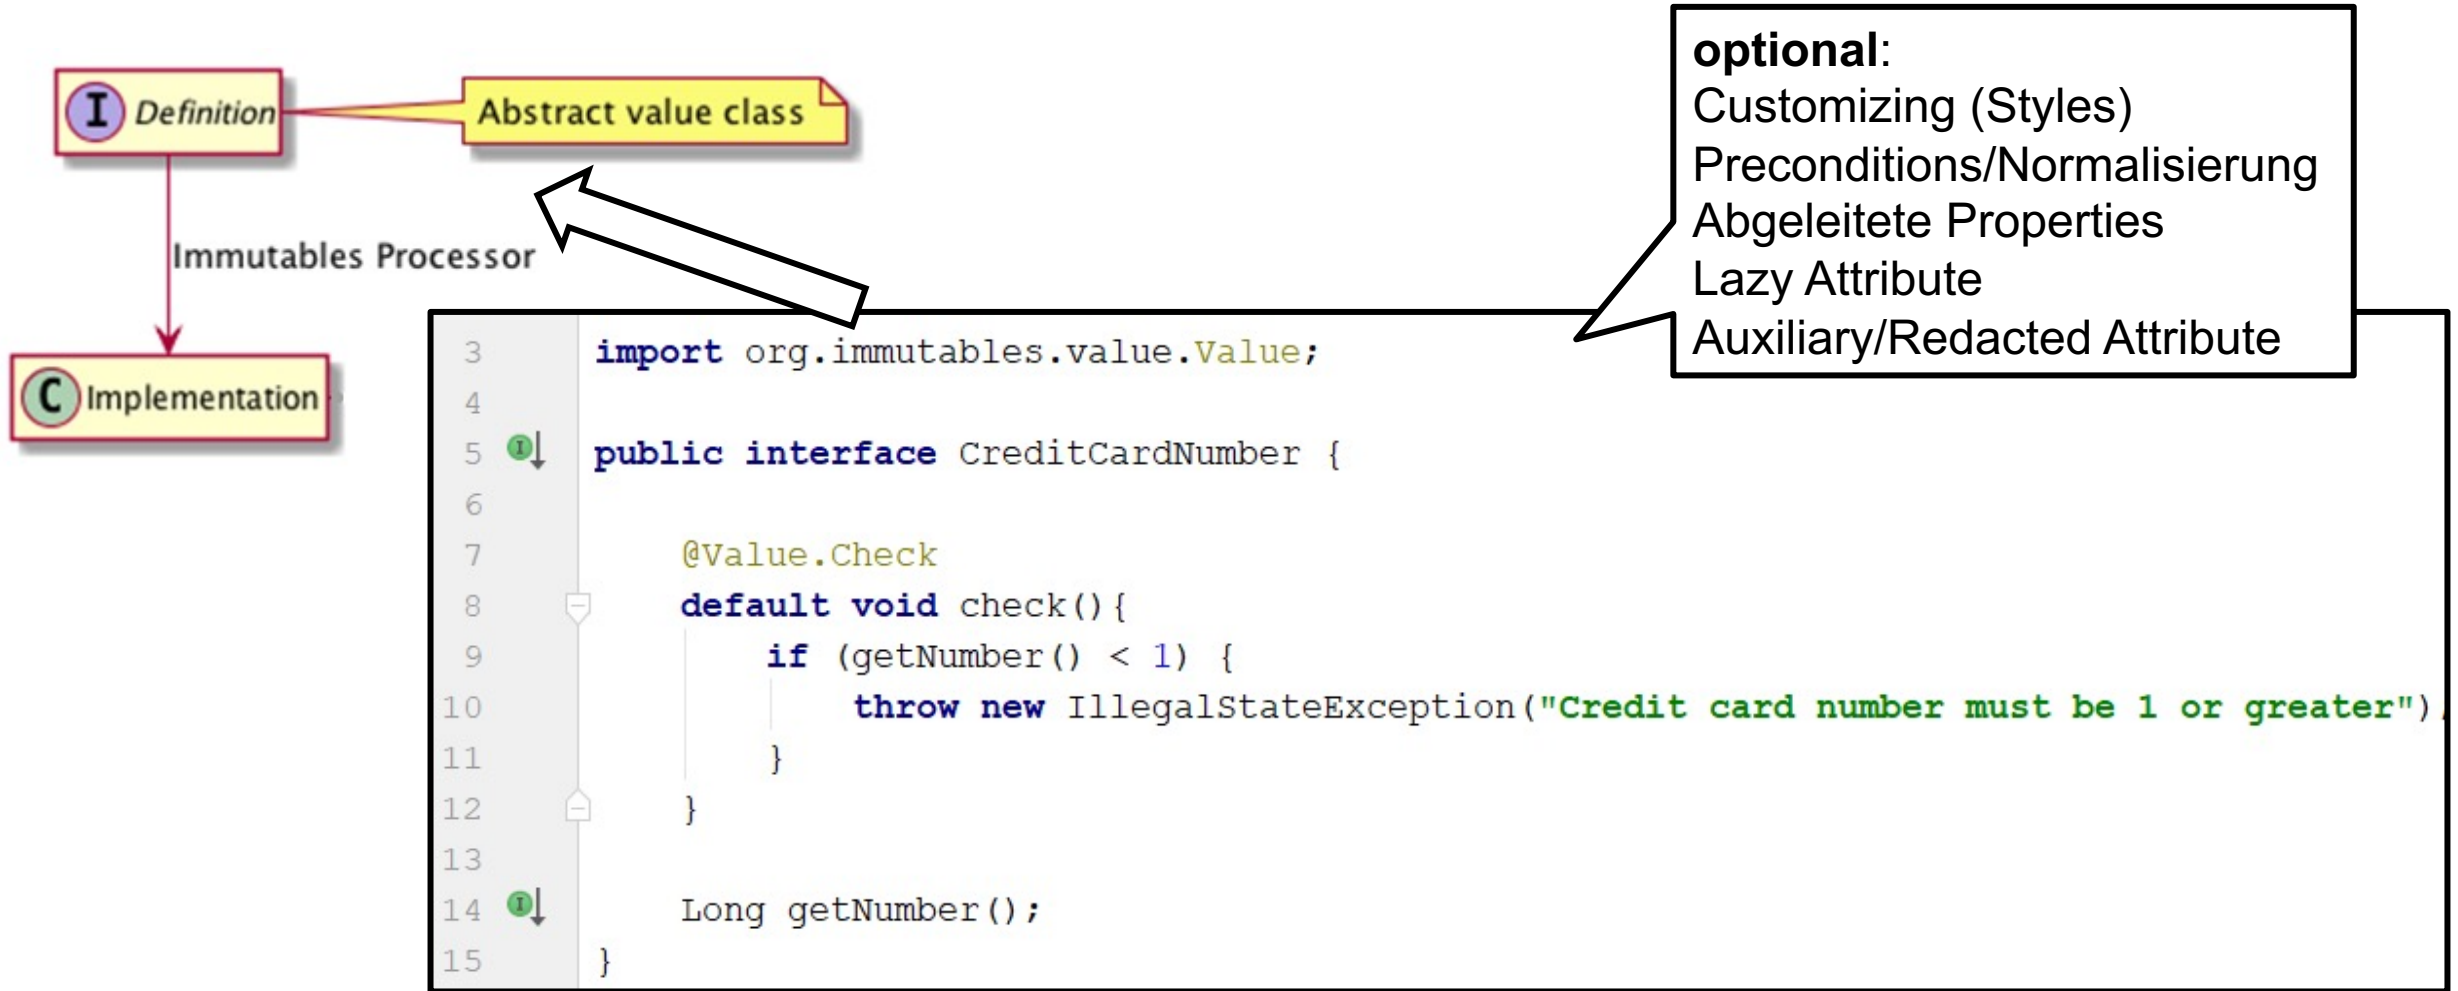 I Definition
Abstract value class
Immutables Processor
C Implementation
optional:
Customizing (Styles)
Preconditions/Normalisierung
Abgeleitete Properties
Lazy Attribute
Auxiliary/Redacted Attribute
3 import org.immutables.value.Value;
4
5 I public interface CreditCardNumber {
6
7 @Value.Check
8 default void check(){
9 if (getNumber() < 1) {
10 throw new IllegalStateException("Credit card number must be 1 or greater")
11 }
12 }
13
14 I Long getNumber();
15 }